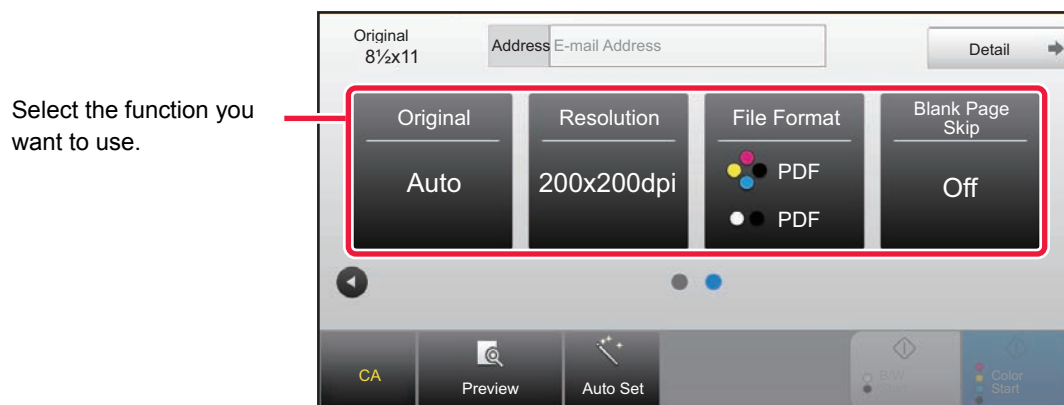 Original
8½x11
Address
E-mail Address
Detail
Select the function you
want to use.
Original
Auto
Resolution
200x200dpi
File Format
PDF
PDF
Blank Page
Skip
Off
CA
Preview
Auto Set
B/W
Color
Start